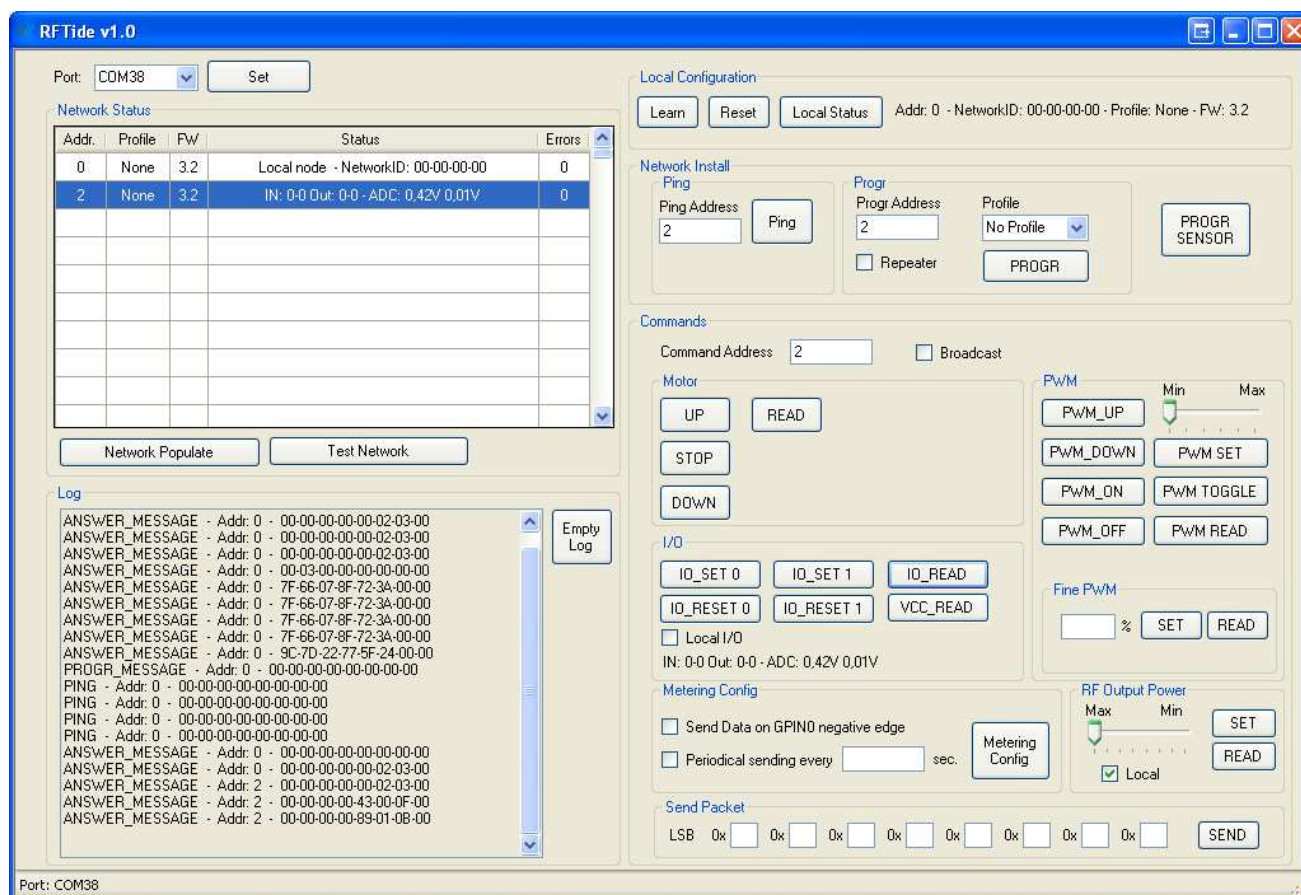 RFTide v1.0
Port: COM38 Set
Network Status
Addr. Profile FW Status Errors
0 None 3.2 Local node - NetworkID: 00-00-00-00 0
2 None 3.2 IN: 0-0 Out: 0-0 - ADC: 0,42V 0,01V 0
Network Populate Test Network
Log
ANSWER_MESSAGE - Addr: 0 - 00-00-00-00-00-02-03-00
ANSWER_MESSAGE - Addr: 0 - 00-00-00-00-00-02-03-00
ANSWER_MESSAGE - Addr: 0 - 00-00-00-00-00-02-03-00
ANSWER_MESSAGE - Addr: 0 - 00-03-00-00-00-00-00-00
ANSWER_MESSAGE - Addr: 0 - 7F-66-07-8F-72-3A-00-00
ANSWER_MESSAGE - Addr: 0 - 7F-66-07-8F-72-3A-00-00
ANSWER_MESSAGE - Addr: 0 - 7F-66-07-8F-72-3A-00-00
ANSWER_MESSAGE - Addr: 0 - 7F-66-07-8F-72-3A-00-00
ANSWER_MESSAGE - Addr: 0 - 9C-7D-22-77-5F-24-00-00
PROGR_MESSAGE - Addr: 0 - 00-00-00-00-00-00-00-00
PING - Addr: 0 - 00-00-00-00-00-00-00-00
PING - Addr: 0 - 00-00-00-00-00-00-00-00
PING - Addr: 0 - 00-00-00-00-00-00-00-00
PING - Addr: 0 - 00-00-00-00-00-00-00-00
ANSWER_MESSAGE - Addr: 0 - 00-00-00-00-00-00-00-00
ANSWER_MESSAGE - Addr: 0 - 00-00-00-00-00-02-03-00
ANSWER_MESSAGE - Addr: 2 - 00-00-00-00-00-02-03-00
ANSWER_MESSAGE - Addr: 2 - 00-00-00-00-43-00-0F-00
ANSWER_MESSAGE - Addr: 2 - 00-00-00-00-89-01-0B-00
Empty
Log
Local Configuration
Learn Reset Local Status Addr: 0 - NetworkID: 00-00-00-00 - Profile: None - FW: 3.2
Network Install
Ping
Ping Address
2 Ping
Progr
Progr Address Profile
2 No Profile
Repeater PROGR
PROGR
SENSOR
Commands
Command Address 2 Broadcast
Motor
UP READ
STOP
DOWN
PWM
Min Max
PWM_UP
PWM_DOWN PWM SET
PWM_ON PWM TOGGLE
PWM_OFF PWM READ
I/O
IO_SET 0 IO_SET 1 IO_READ
IO_RESET 0 IO_RESET 1 VCC_READ
Local I/O
IN: 0-0 Out: 0-0 - ADC: 0,42V 0,01V
Fine PWM
% SET READ
Metering Config
Send Data on GPIN0 negative edge
Periodical sending every sec.
Metering
Config
RF Output Power
Max Min
SET
READ
Local
Send Packet
LSB 0x 0x 0x 0x 0x 0x 0x 0x SEND
Port: COM38